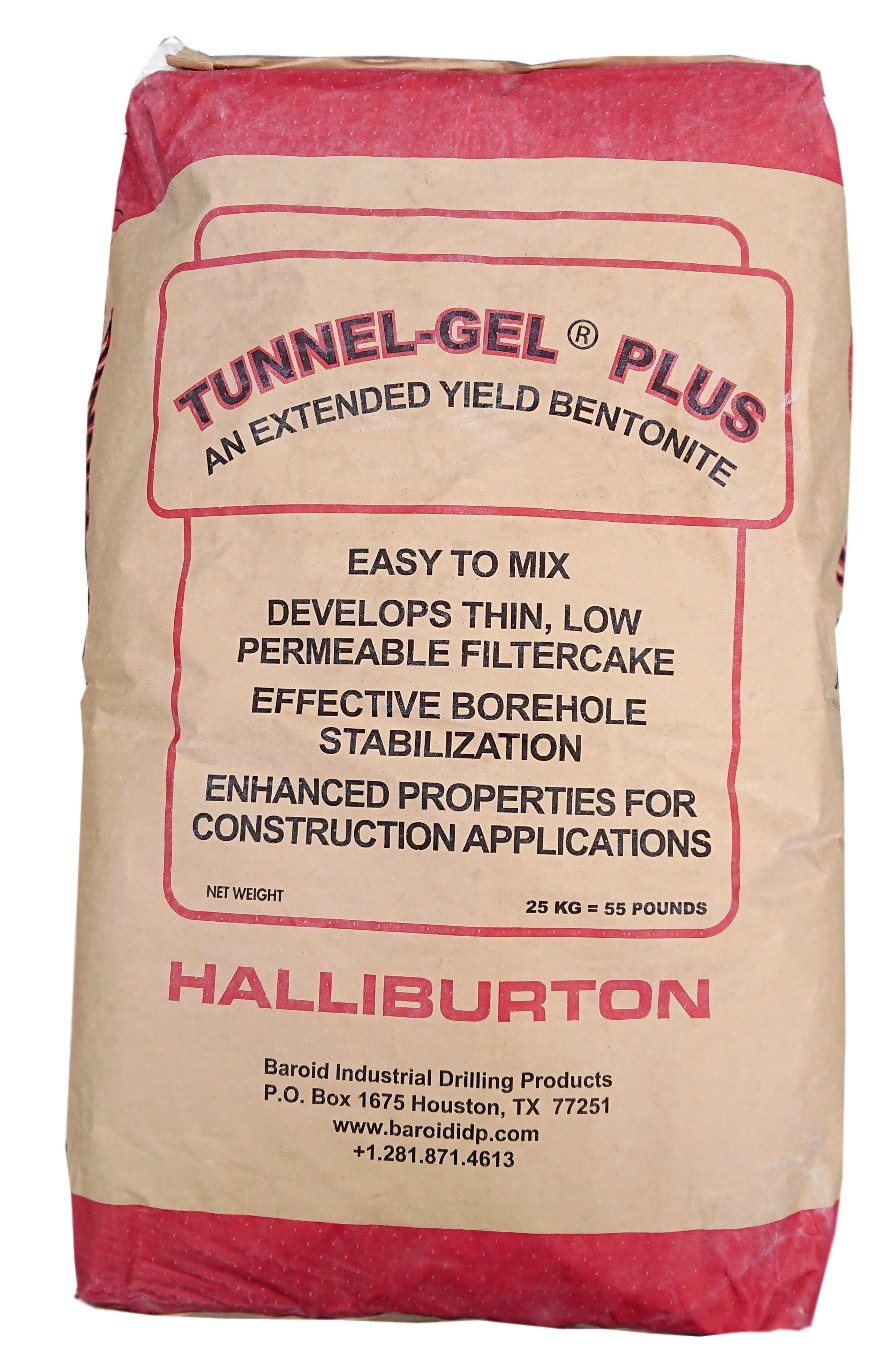 TUNNEL-GEL® PLUS
AN EXTENDED YIELD BENTONITE
EASY TO MIX
DEVELOPS THIN, LOW
PERMEABLE FILTERCAKE
EFFECTIVE BOREHOLE
STABILIZATION
ENHANCED PROPERTIES FOR
CONSTRUCTION APPLICATIONS
NET WEIGHT 25 KG = 55 POUNDS
HALLIBURTON
Baroid Industrial Drilling Products
P.O. Box 1675 Houston, TX 77251
www.baroididp.com
+1.281.871.4613